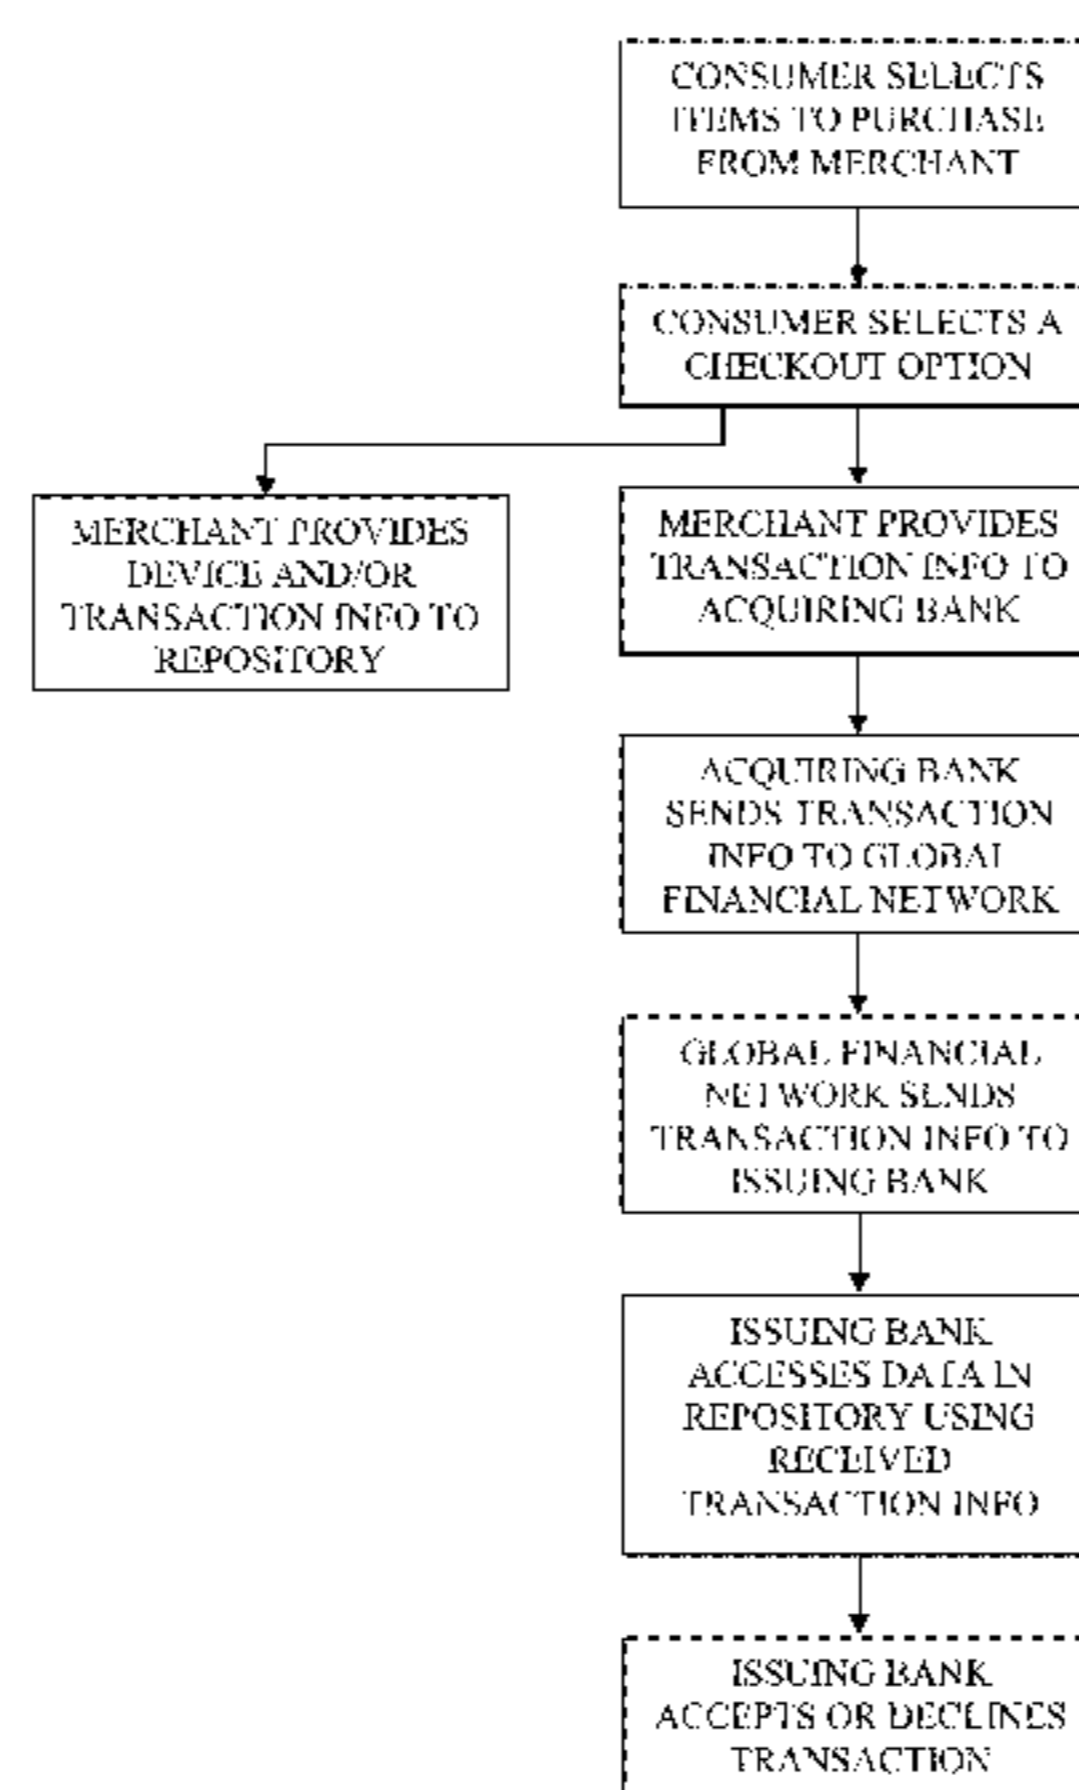 CONSUMER SELECTS
ITEMS TO PURCHASE
FROM MERCHANT
CONSUMER SELECTS A
CHECKOUT OPTION
MERCHANT PROVIDES
DEVICE AND/OR
TRANSACTION INFO TO
REPOSITORY
MERCHANT PROVIDES
TRANSACTION INFO TO
ACQUIRING BANK
ACQUIRING BANK
SENDS TRANSACTION
INFO TO GLOBAL
FINANCIAL NETWORK
GLOBAL FINANCIAL
NETWORK SENDS
TRANSACTION INFO TO
ISSUING BANK
ISSUING BANK
ACCESSES DATA IN
REPOSITORY USING
RECEIVED
TRANSACTION INFO
ISSUING BANK
ACCEPTS OR DECLINES
TRANSACTION